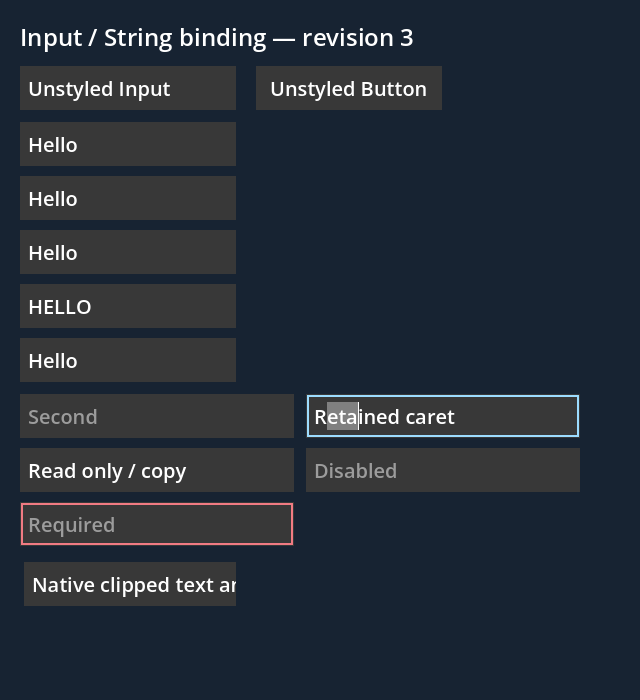 Input / String binding — revision 3
Unstyled Input
Unstyled Button
Hello
Hello
Hello
HELLO
Hello
Second
Retained caret
Read only / copy
Disabled
Required
Native clipped text